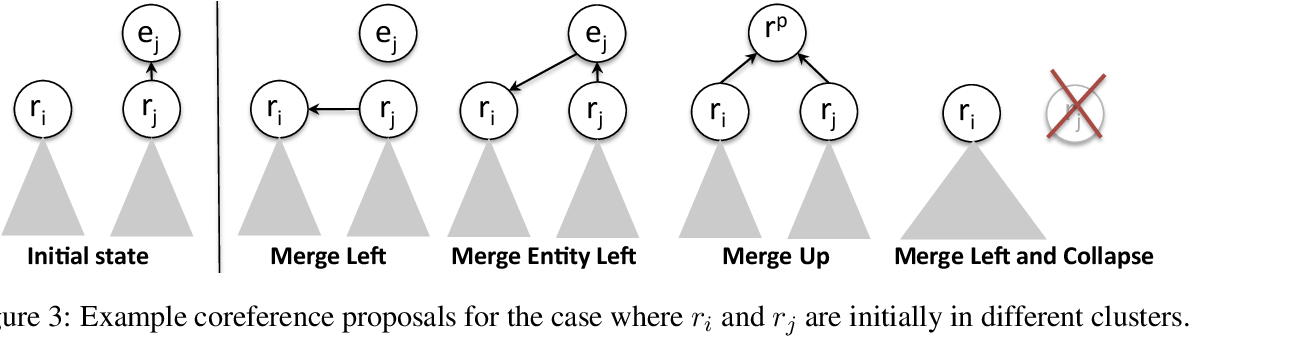 e_j e_j e_j r^p
r_i r_j r_i r_j r_i r_j r_i r_j r_i r_j
Initial state Merge Left Merge Entity Left Merge Up Merge Left and Collapse
gure 3: Example coreference proposals for the case where r_i and r_j are initially in different clusters.